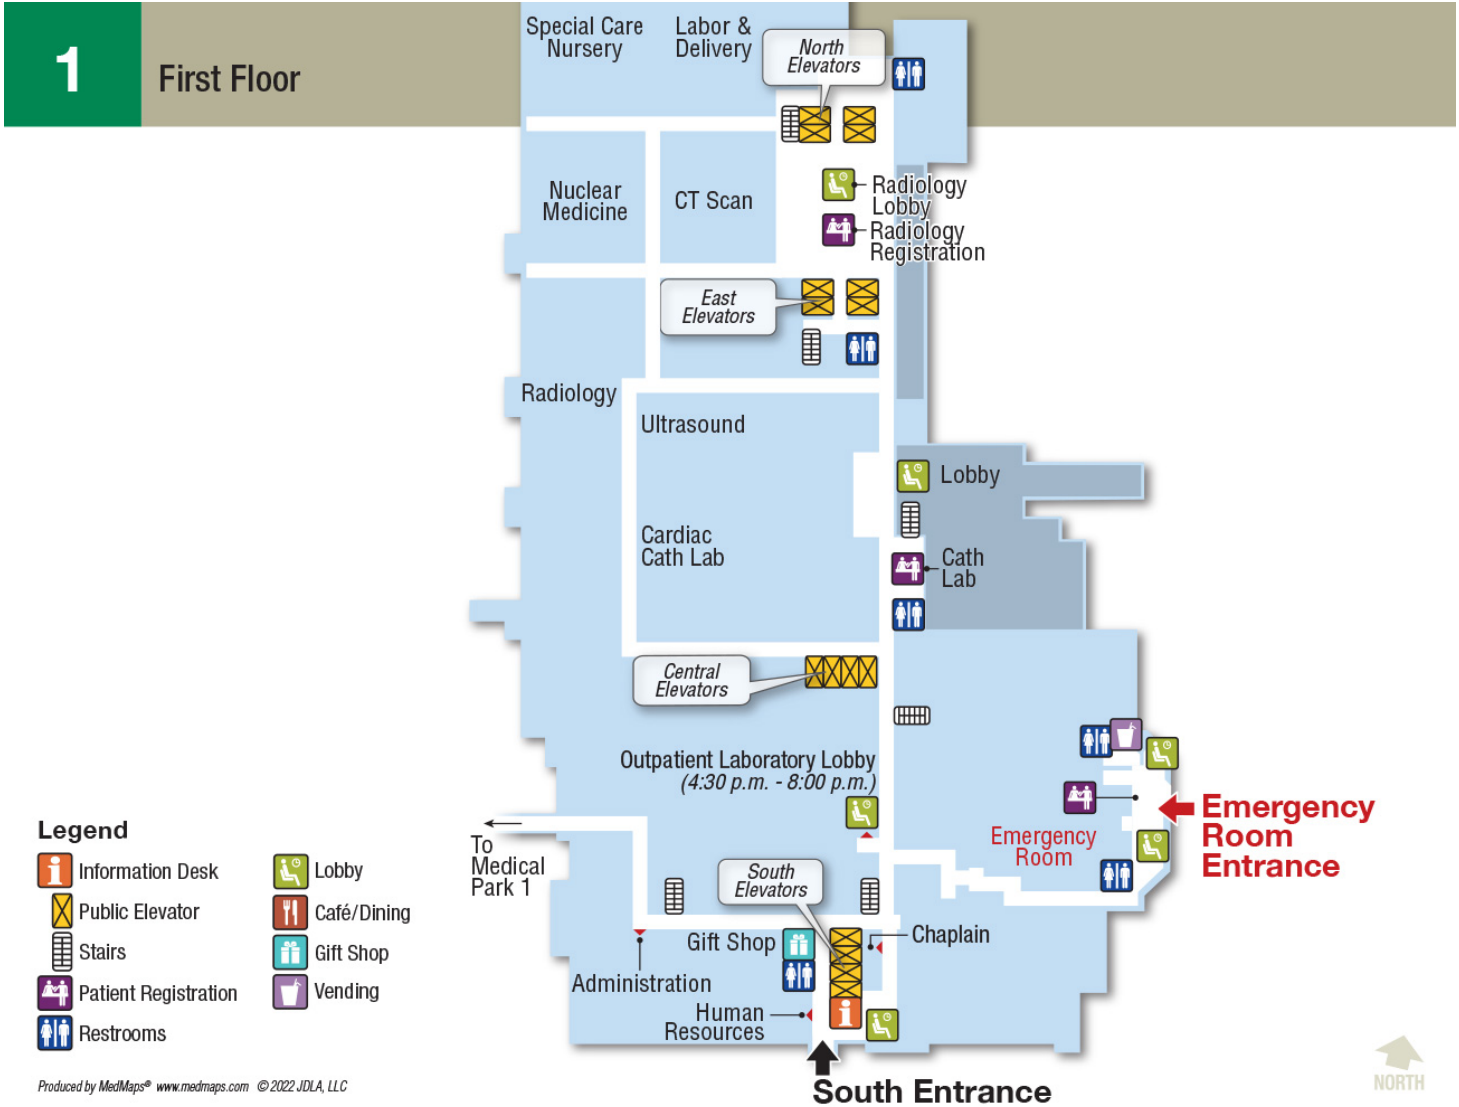 1
First Floor
Special Care
Nursery
Labor &
Delivery
North
Elevators
Nuclear
Medicine
CT Scan
Radiology
Lobby
Radiology
Registration
East
Elevators
Radiology
Ultrasound
Lobby
Cardiac
Cath Lab
Cath
Lab
Central
Elevators
Outpatient Laboratory Lobby
(4:30 p.m. - 8:00 p.m.)
Emergency
Room
Entrance
Emergency
Room
To
Medical
Park 1
South
Elevators
Gift Shop
Chaplain
Administration
Human
Resources
South Entrance
Legend
Information Desk
Public Elevator
Stairs
Patient Registration
Restrooms
Lobby
Café/Dining
Gift Shop
Vending
NORTH
Produced by MedMaps® www.medmaps.com © 2022 JDLA, LLC